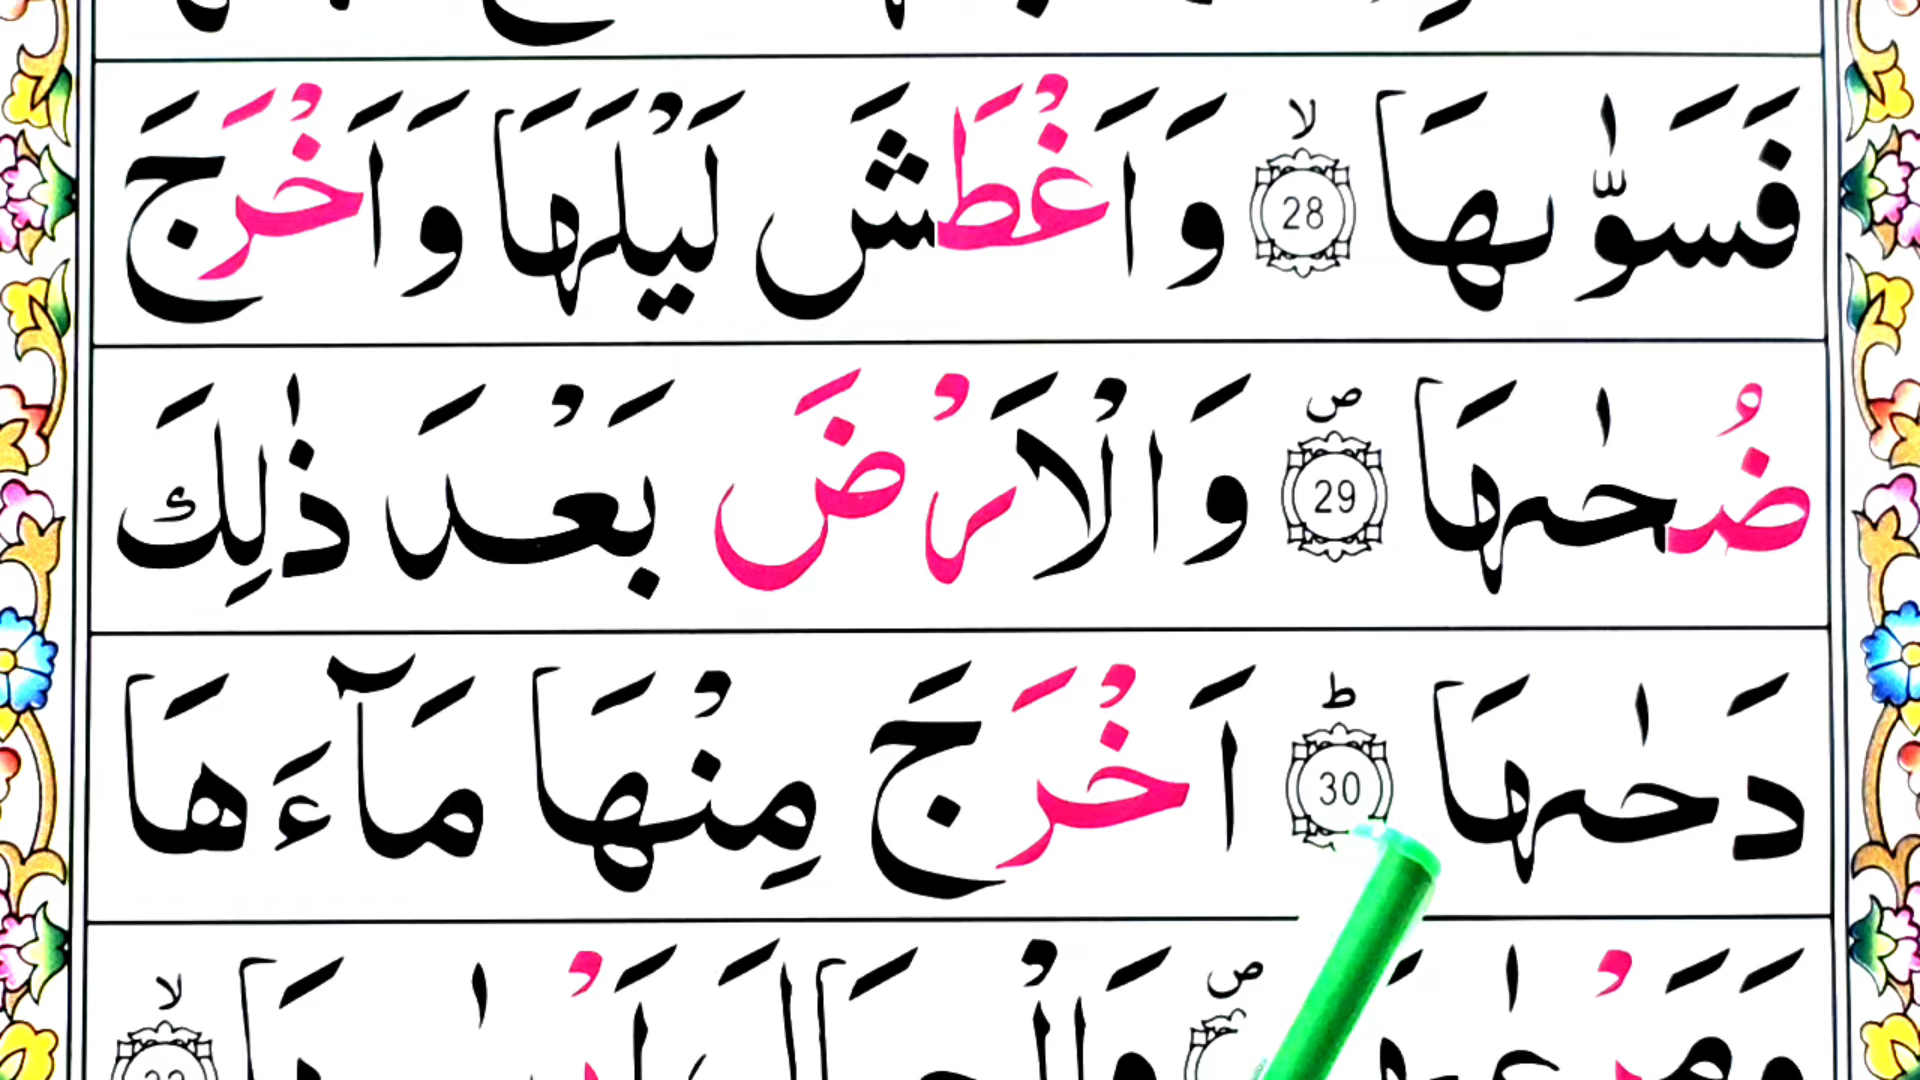 فَسَوّٰىهَا ۙ 28 وَاَغْطَشَ لَيْلَهَا وَاَخْرَجَ
ضُحٰىهَا ۪ص 29 وَالْاَرْضَ بَعْدَ ذٰلِكَ
دَحٰىهَا ؕ 30 اَخْرَجَ مِنْهَا مَآءَهَا